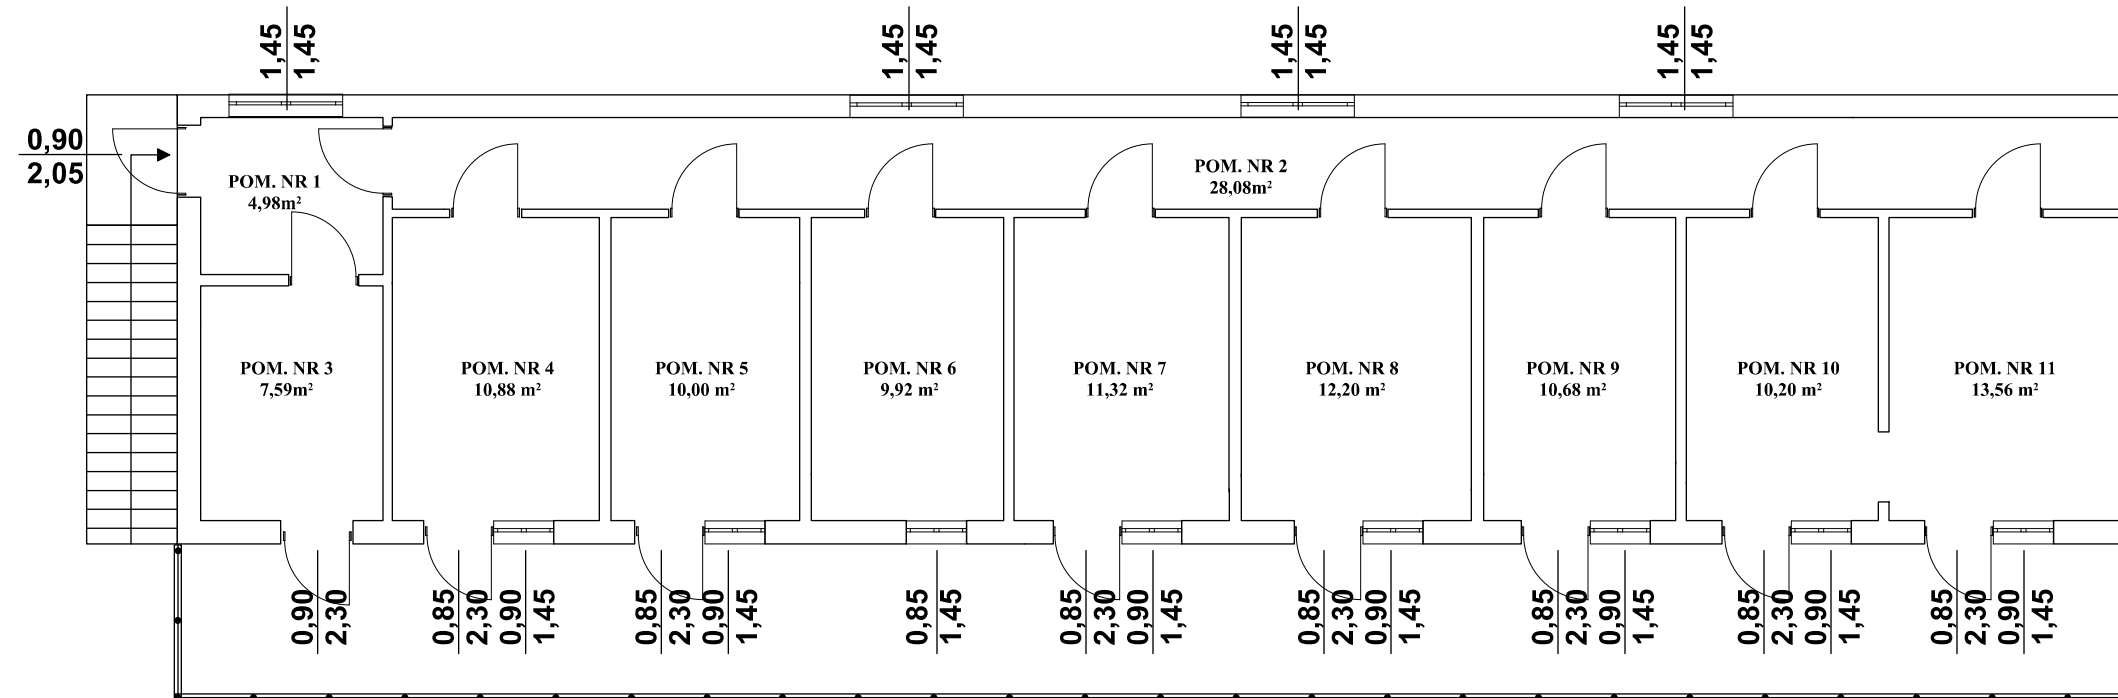 1,45
1,45
1,45
1,45
1,45
1,45
1,45
1,45
0,90
2,05
POM. NR 1
4,98m²
POM. NR 2
28,08m²
POM. NR 3
7,59m²
POM. NR 4
10,88 m²
POM. NR 5
10,00 m²
POM. NR 6
9,92 m²
POM. NR 7
11,32 m²
POM. NR 8
12,20 m²
POM. NR 9
10,68 m²
POM. NR 10
10,20 m²
POM. NR 11
13,56 m²
0,90
2,30
0,85
2,30
0,90
1,45
0,85
2,30
0,90
1,45
0,85
1,45
0,85
2,30
0,90
1,45
0,85
2,30
0,90
1,45
0,85
2,30
0,90
1,45
0,85
2,30
0,90
1,45
0,85
2,30
0,90
1,45